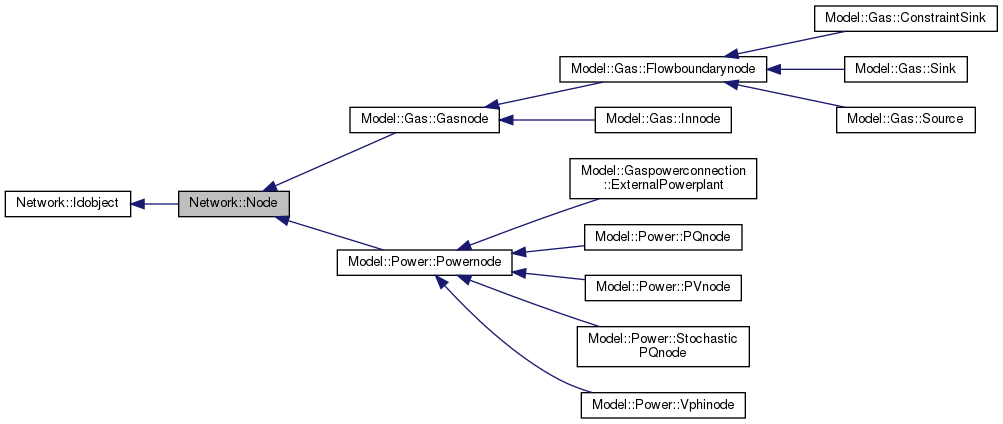 Model::Gas::ConstraintSink
Model::Gas::Flowboundarynode
Model::Gas::Sink
Model::Gas::Gasnode
Model::Gas::Innode
Model::Gas::Source
Model::Gaspowerconnection
::ExternalPowerplant
Network::Idobject
Network::Node
Model::Power::PQnode
Model::Power::Powernode
Model::Power::PVnode
Model::Power::Stochastic
PQnode
Model::Power::Vphinode